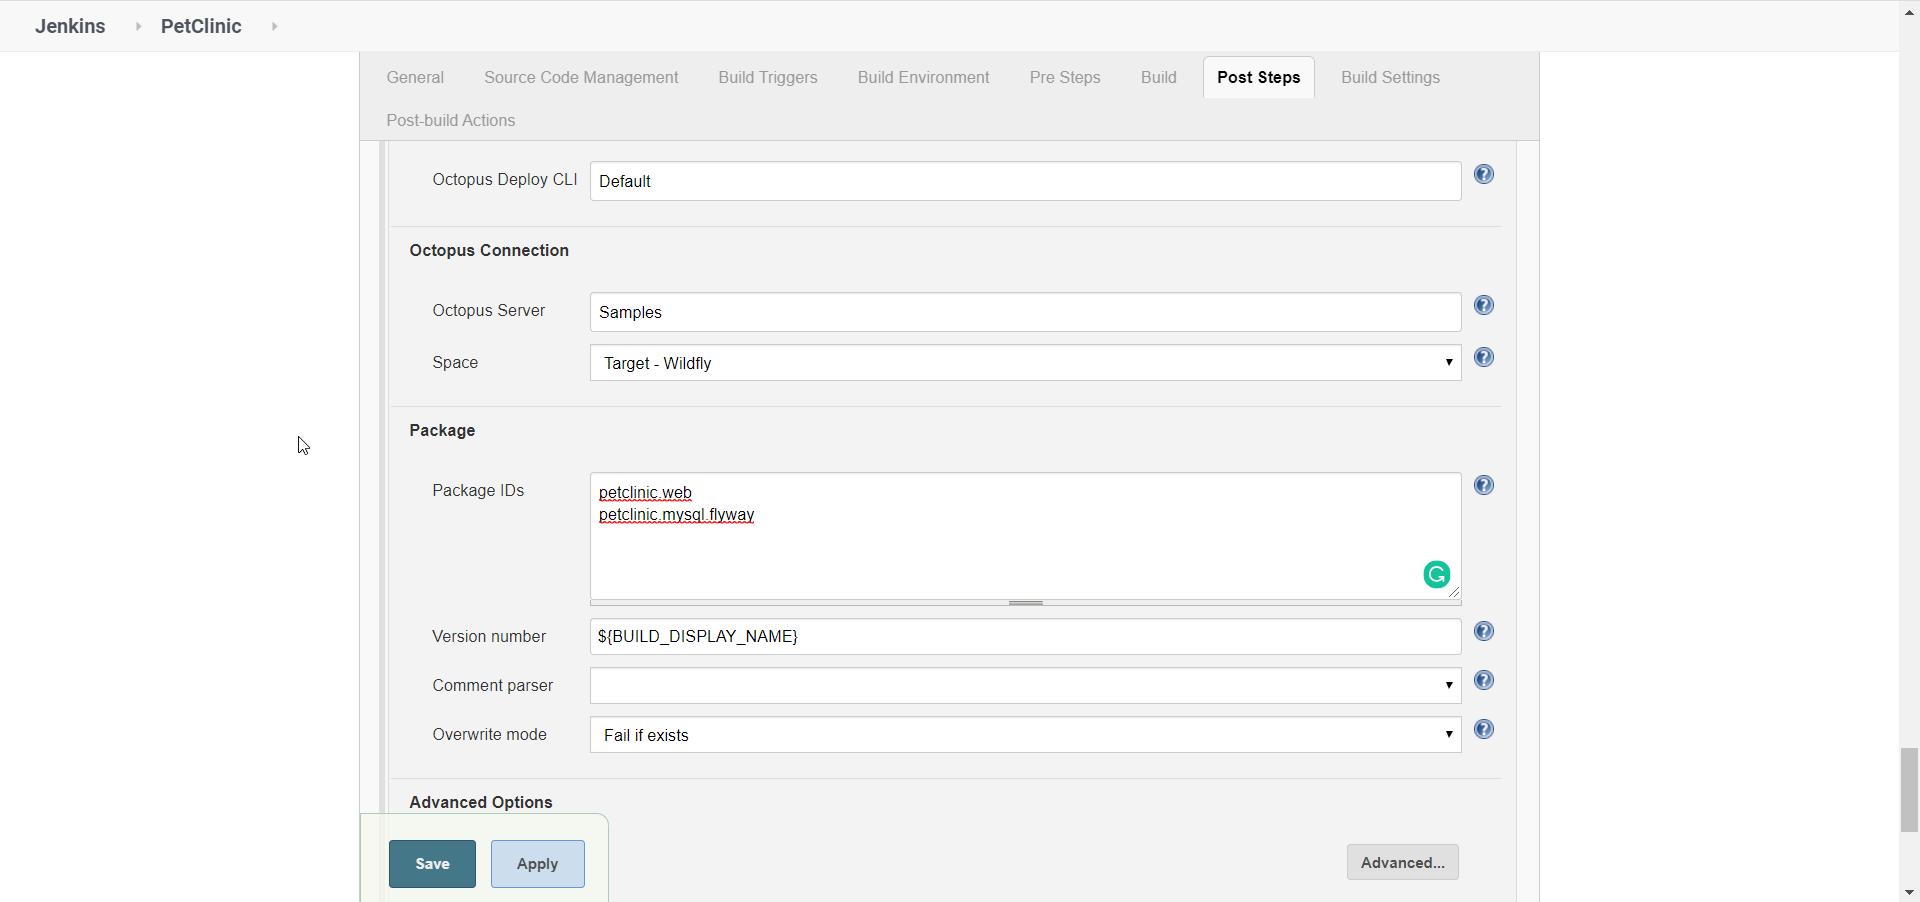 Jenkins PetClinic
General Source Code Management Build Triggers Build Environment Pre Steps Build Post Steps Build Settings
Post-build Actions
Octopus Deploy CLI Default
Octopus Connection
Octopus Server Samples
Space Target - Wildfly
Package
Package IDs petclinic.web
petclinic.mysql.flyway
Version number ${BUILD_DISPLAY_NAME}
Comment parser
Overwrite mode Fail if exists
Advanced Options
Save Apply Advanced...